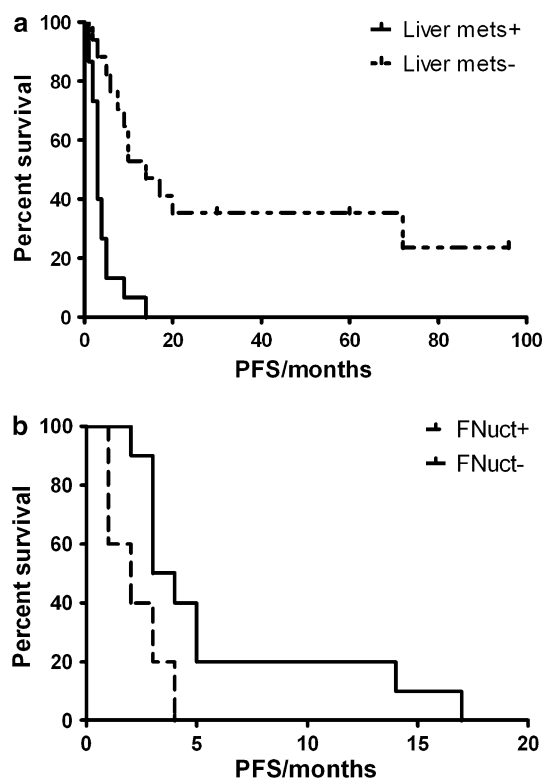 a
Liver mets+
Liver mets-
100
80
60
40
20
0
Percent survival
0 20 40 60 80 100
PFS/months
b
FNuct+
FNuct-
100
80
60
40
20
0
Percent survival
0 5 10 15 20
PFS/months